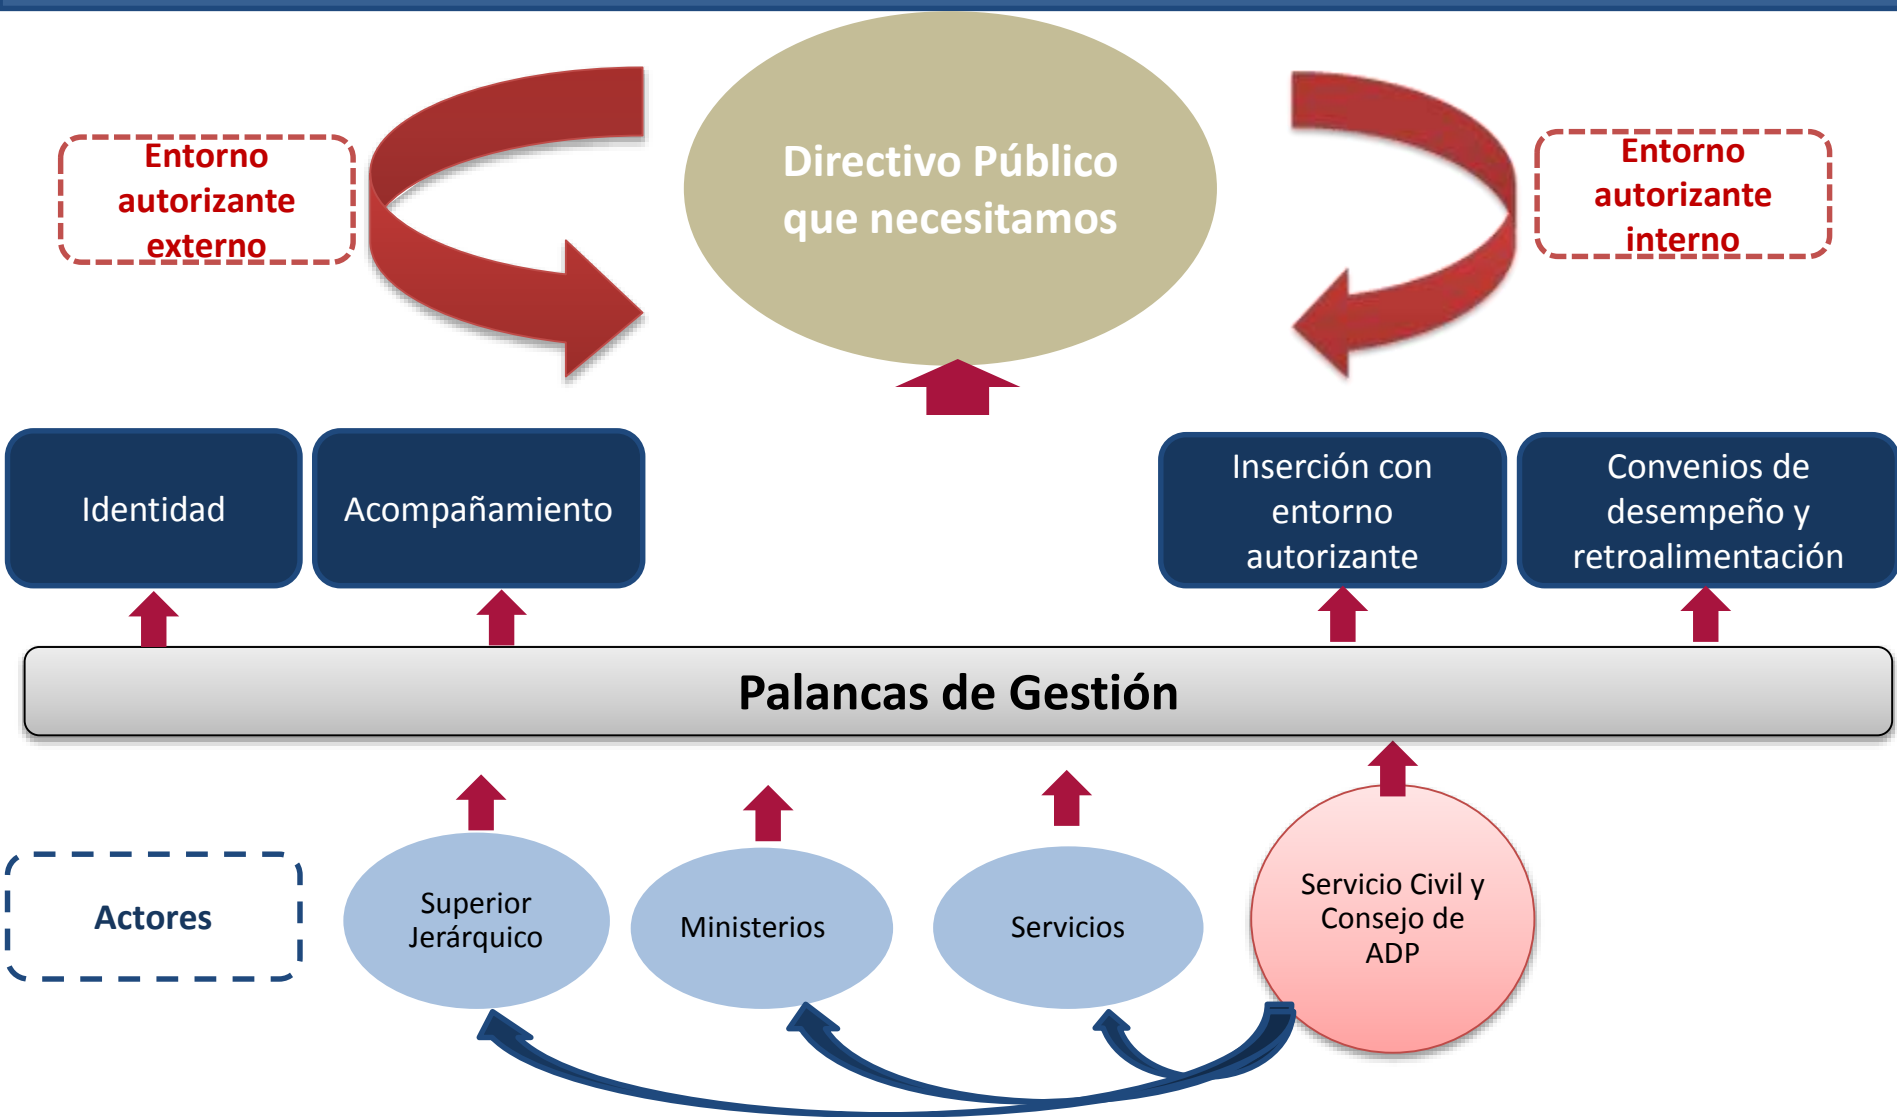 Directivo Público
que necesitamos
Entorno
autorizante
externo
Entorno
autorizante
interno
Identidad
Acompañamiento
Inserción con
entorno
autorizante
Convenios de
desempeño y
retroalimentación
Palancas de Gestión
Actores
Superior
Jerárquico
Ministerios
Servicios
Servicio Civil y
Consejo de
ADP